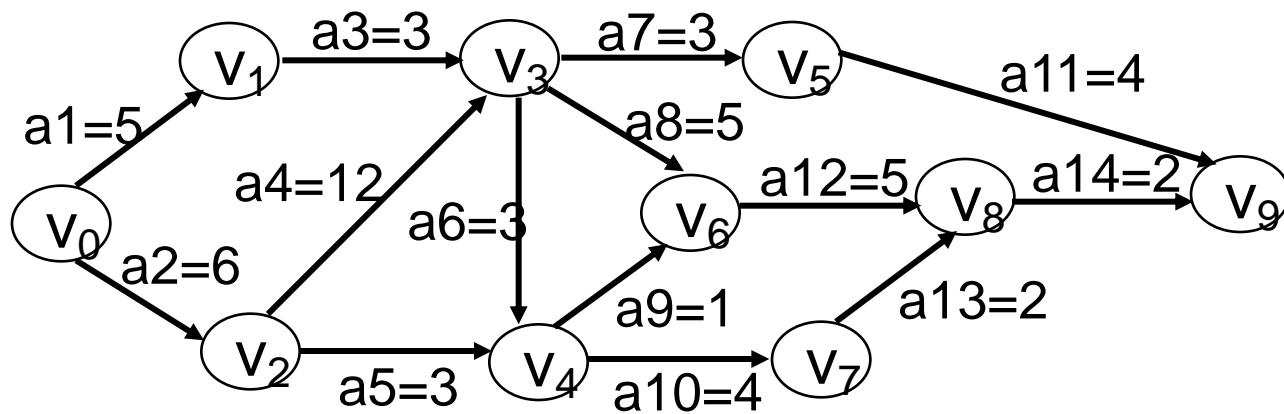 a3=3
a7=3
v1
v3
v5
a11=4
a1=5
a8=5
a4=12
a12=5
a14=2
v0
a6=3
v6
v8
v9
a2=6
a9=1
a13=2
v2
v4
v7
a5=3
a10=4